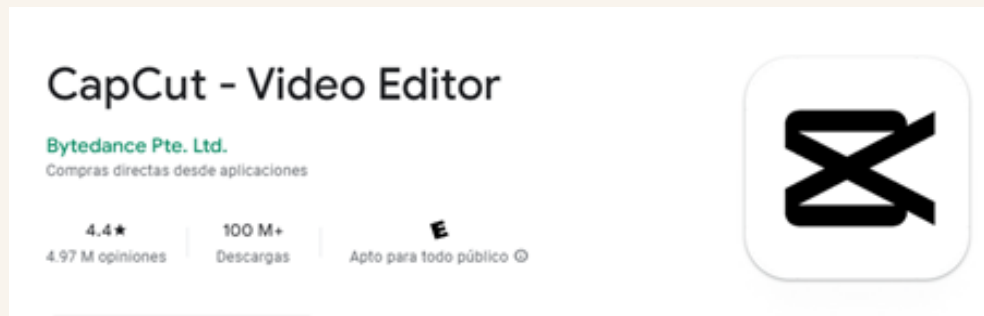 CapCut - Video Editor
Bytedance Pte. Ltd.
Compras directas desde aplicaciones
4.4★ 100 M+ E
4.97 M opiniones Descargas Apto para todo público